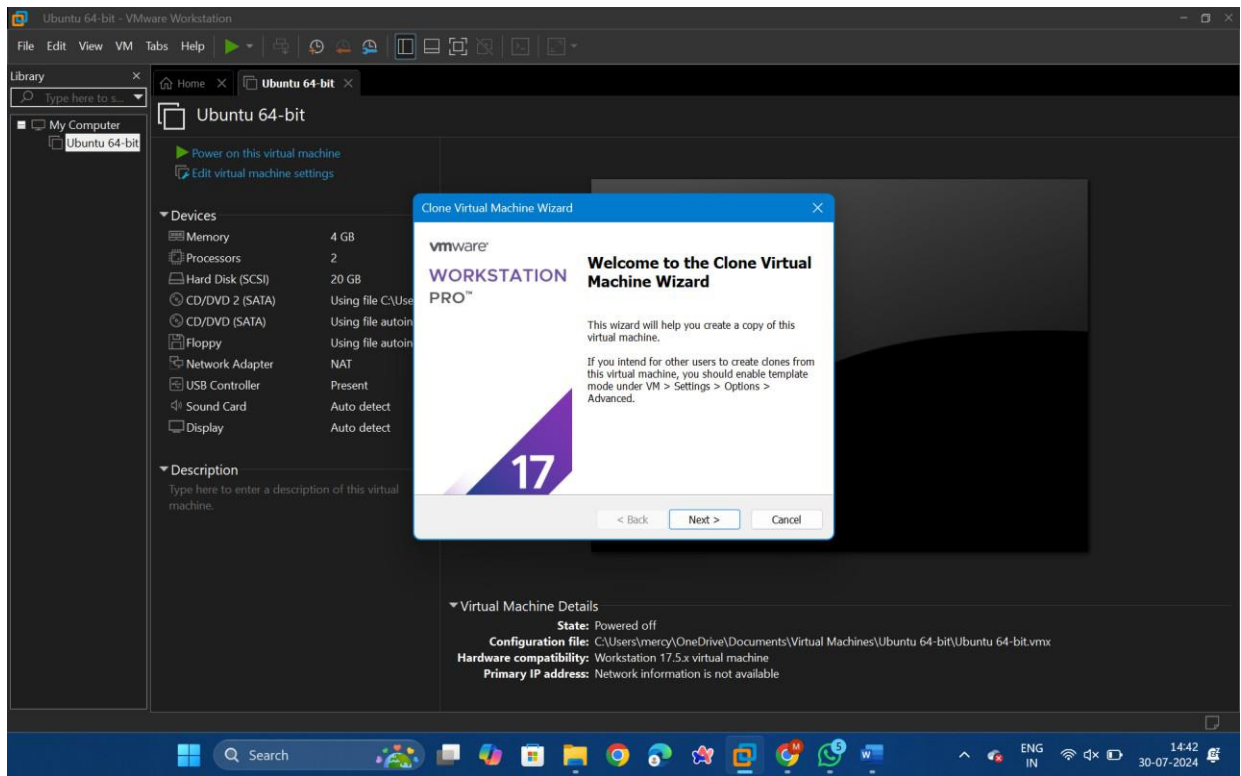 Ubuntu 64-bit - VMware Workstation
File Edit View VM Tabs Help
Library
Type here to s...
My Computer
Ubuntu 64-bit
Home
Ubuntu 64-bit
Ubuntu 64-bit
Power on this virtual machine
Edit virtual machine settings
Devices
Memory 4 GB
Processors 2
Hard Disk (SCSI) 20 GB
CD/DVD 2 (SATA) Using file C:\Use
CD/DVD (SATA) Using file autoin
Floppy Using file autoin
Network Adapter NAT
USB Controller Present
Sound Card Auto detect
Display Auto detect
Description
Type here to enter a description of this virtual
machine.
Clone Virtual Machine Wizard
vmware
WORKSTATION
PRO™
17
Welcome to the Clone Virtual
Machine Wizard
This wizard will help you create a copy of this
virtual machine.
If you intend for other users to create clones from
this virtual machine, you should enable template
mode under VM > Settings > Options >
Advanced.
< Back Next > Cancel
Virtual Machine Details
State: Powered off
Configuration file: C:\Users\mercy\OneDrive\Documents\Virtual Machines\Ubuntu 64-bit\Ubuntu 64-bit.vmx
Hardware compatibility: Workstation 17.5.x virtual machine
Primary IP address: Network information is not available
Search
M
5
W
ENG
IN
14:42
30-07-2024